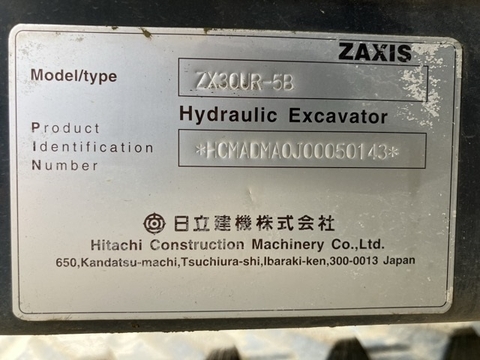 ZAXIS
Model/type ZX30UR-5B
Hydraulic Excavator
Product
Identification
Number *HCMADMA0J00050143*
日立建機株式会社
Hitachi Construction Machinery Co.,Ltd.
650,Kandatsu-machi,Tsuchiura-shi,Ibaraki-ken,300-0013 Japan